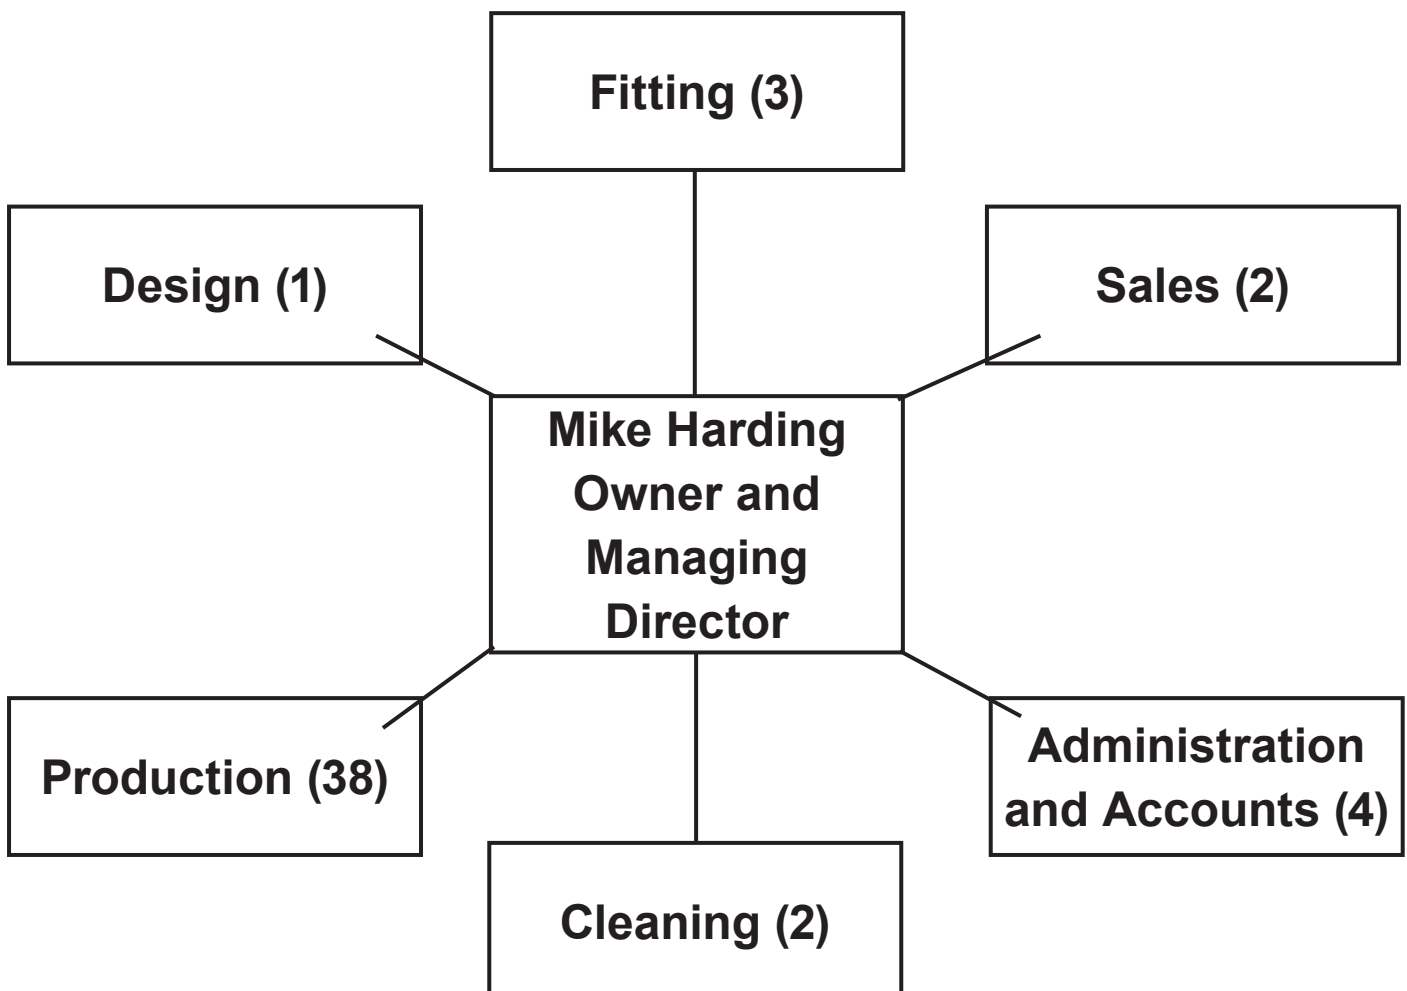 Fitting (3)
Design (1)
Sales (2)
Mike Harding
Owner and
Managing
Director
Production (38)
Administration
and Accounts (4)
Cleaning (2)